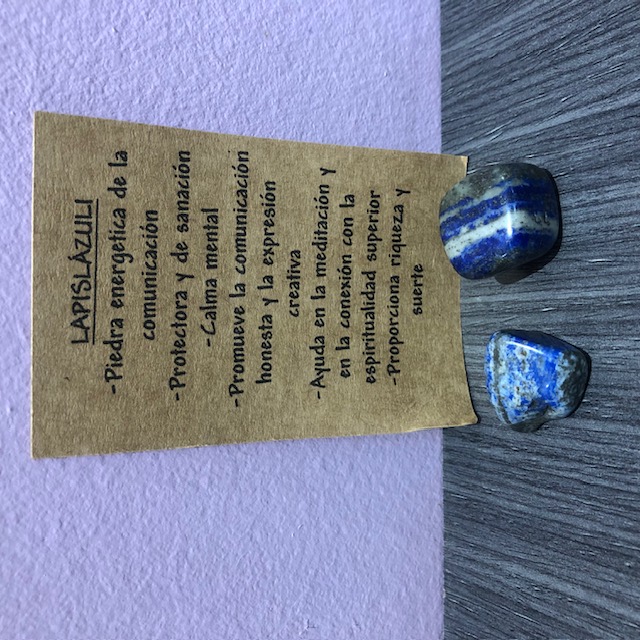 LAPISLÁZULI
-Piedra energetica de la
comunicación
-Protectora y de sanación
-Calma mental
-Promueve la comunicación
honesta y la expresión
creativa
-Ayuda en la meditación y
en la conexión con la
espiritualidad superior
-Proporciona riqueza y
suerte